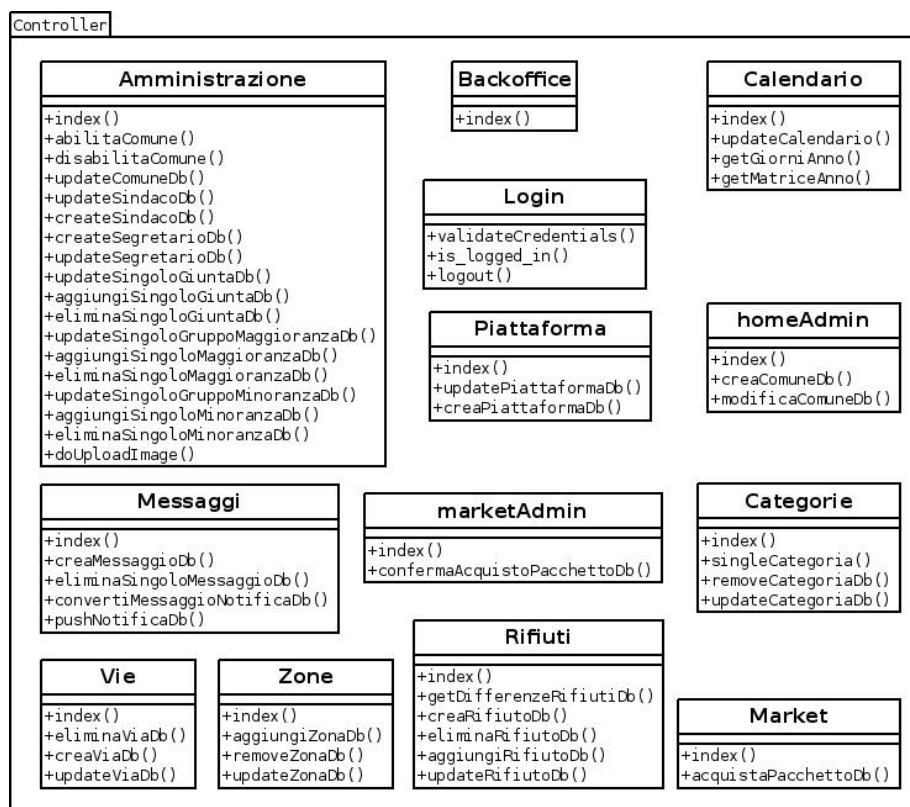 Controller
Amministrazione
+index()
+abilitaComune()
+disabilitaComune()
+updateComuneDb()
+updateSindacoDb()
+createSindacoDb()
+createSegretarioDb()
+updateSegretarioDb()
+updateSingoloGiuntaDb()
+aggiungiSingoloGiuntaDb()
+eliminaSingoloGiuntaDb()
+updateSingoloGruppoMaggioranzaDb()
+aggiungiSingoloMaggioranzaDb()
+eliminaSingoloMaggioranzaDb()
+updateSingoloGruppoMinoranzaDb()
+aggiungiSingoloMinoranzaDb()
+eliminaSingoloMinoranzaDb()
+doUploadImage()
Backoffice
+index()
Calendario
+index()
+updateCalendario()
+getGiorniAnno()
+getMatriceAnno()
Login
+validateCredentials()
+is_logged_in()
+logout()
Piattaforma
+index()
+updatePiattaformaDb()
+creaPiattaformaDb()
homeAdmin
+index()
+creaComuneDb()
+modificaComuneDb()
Messaggi
+index()
+creaMessaggioDb()
+eliminaSingoloMessaggioDb()
+convertiMessaggioNotificaDb()
+pushNotificaDb()
marketAdmin
+index()
+confermaAcquistoPacchettoDb()
Categorie
+index()
+singleCategoria()
+removeCategoriaDb()
+updateCategoriaDb()
Vie
+index()
+eliminaViaDb()
+creaViaDb()
+updateViaDb()
Zone
+index()
+aggiungiZonaDb()
+removeZonaDb()
+updateZonaDb()
Rifiuti
+index()
+getDifferenzeRifiutiDb()
+creaRifiutoDb()
+eliminaRifiutoDb()
+aggiungiRifiutoDb()
+updateRifiutoDb()
Market
+index()
+acquistaPacchettoDb()